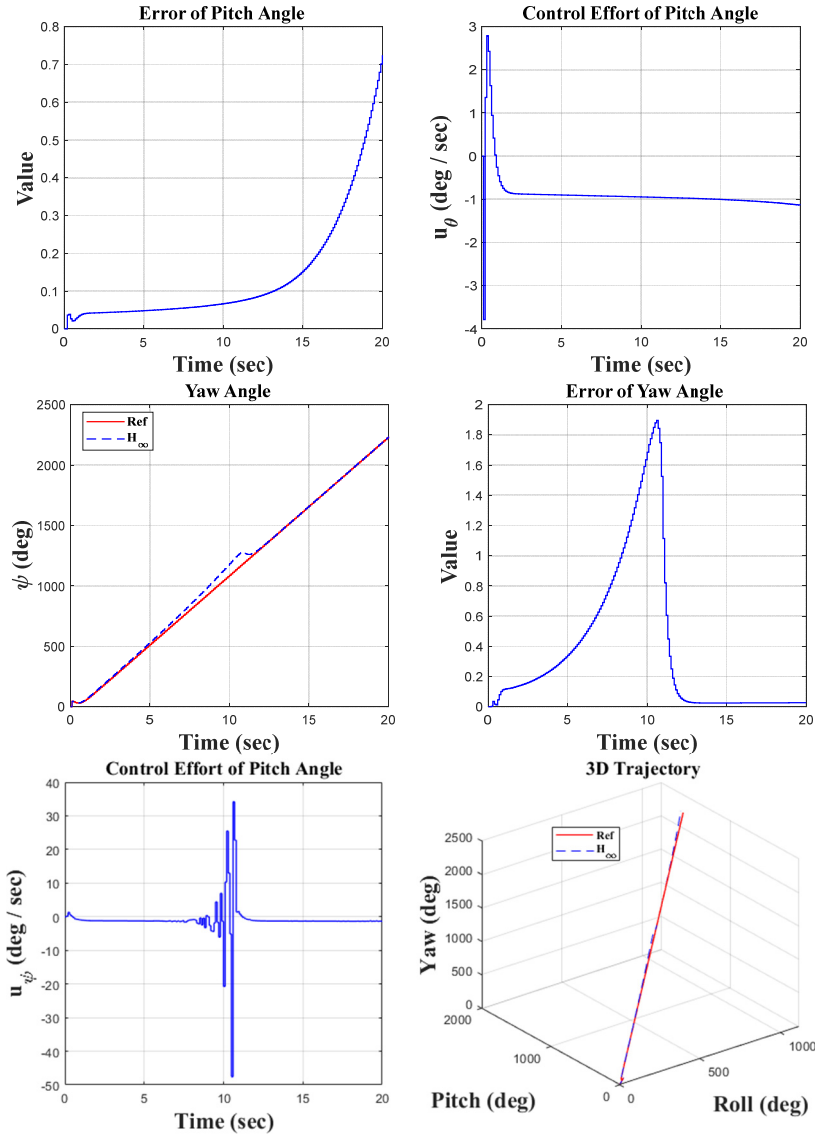 Error of Pitch Angle
0.8
0.7
0.6
0.5
0.4
0.3
0.2
0.1
0
Value
0 5 10 15 20
Time (sec)
Control Effort of Pitch Angle
3
2
1
0
-1
-2
-3
-4
u_θ (deg / sec)
0 5 10 15 20
Time (sec)
Yaw Angle
2500
2000
1500
1000
500
0
ψ (deg)
Ref
H∞
0 5 10 15 20
Time (sec)
Error of Yaw Angle
2
1.8
1.6
1.4
1.2
1
0.8
0.6
0.4
0.2
0
Value
0 5 10 15 20
Time (sec)
Control Effort of Pitch Angle
40
30
20
10
0
-10
-20
-30
-40
-50
u_ψ (deg / sec)
0 5 10 15 20
Time (sec)
3D Trajectory
Ref
H∞
2500
2000
1500
1000
500
0
Yaw (deg)
2000
1000
0
Pitch (deg)
0
500
1000
Roll (deg)